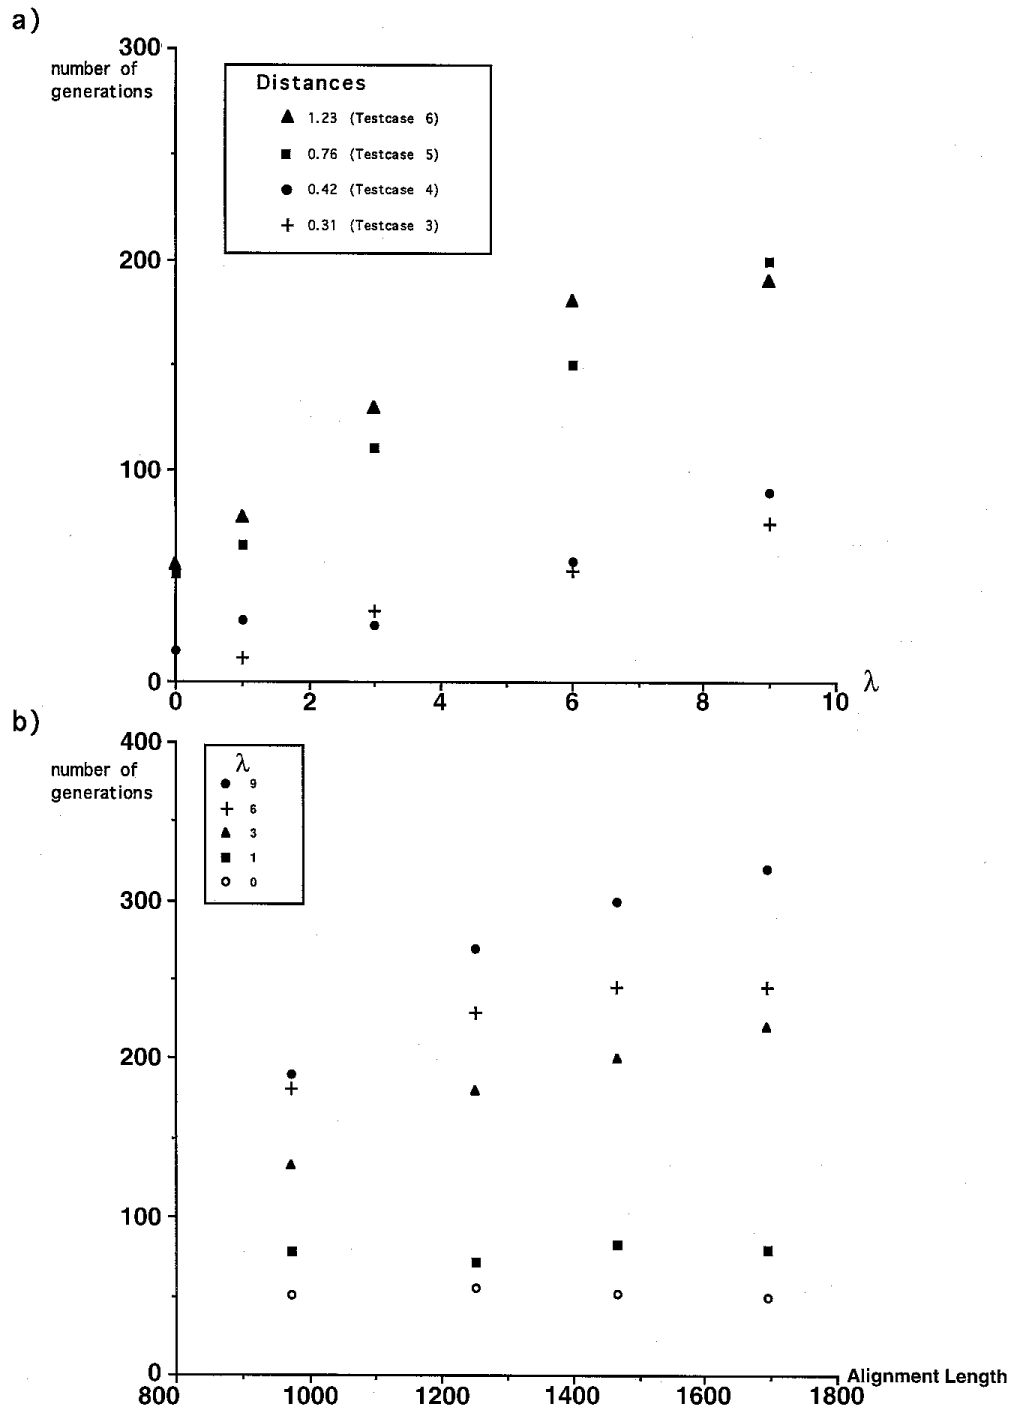 a)
300
number of
generations
Distances
1.23 (Testcase 6)
0.76 (Testcase 5)
0.42 (Testcase 4)
0.31 (Testcase 3)
200
100
0
0 2 4 6 8 10 λ
b)
400
number of
generations
λ
9
6
3
1
0
300
200
100
0
800 1000 1200 1400 1600 1800 Alignment Length